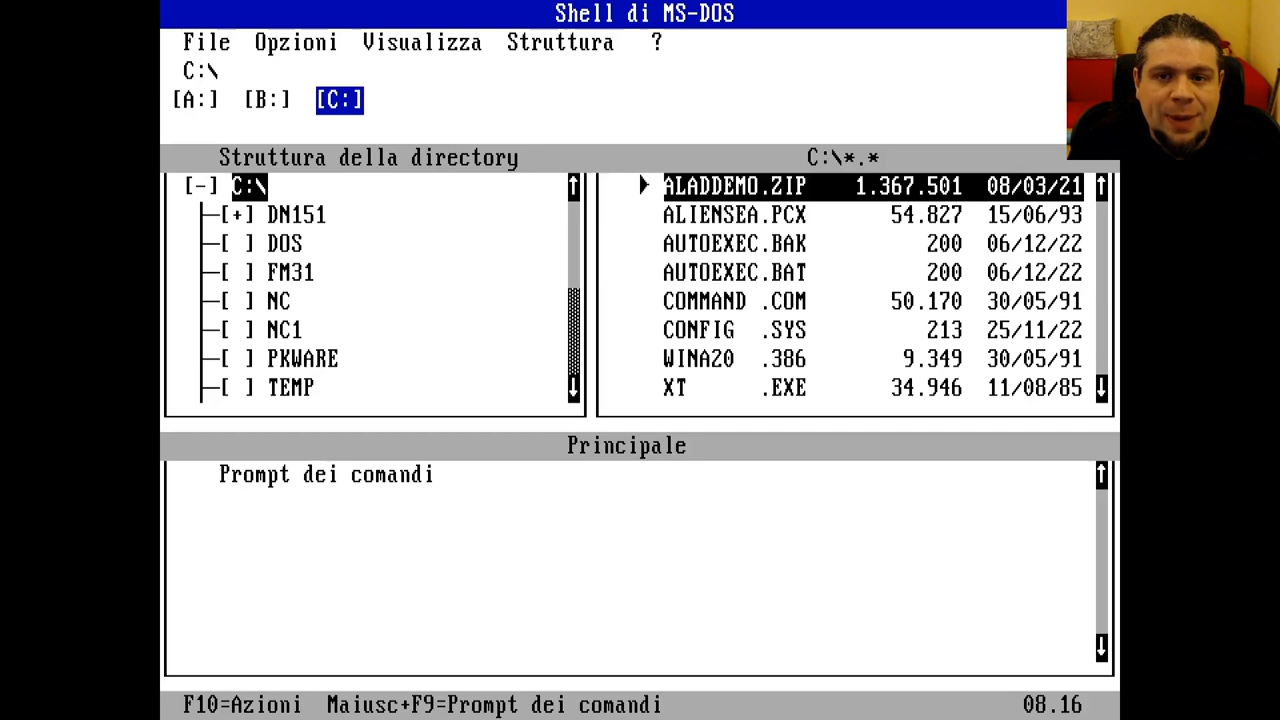 Shell di MS-DOS
File Opzioni Visualizza Struttura ?
C:\
[A:] [B:] [C:]
Struttura della directory
[-] C:\
[+] DN151
[ ] DOS
[ ] FM31
[ ] NC
[ ] NC1
[ ] PKWARE
[ ] TEMP
C:\*.*
ALADDEMO.ZIP 1.367.501 08/03/21
ALIENSEA.PCX 54.827 15/06/93
AUTOEXEC.BAK 200 06/12/22
AUTOEXEC.BAT 200 06/12/22
COMMAND .COM 50.170 30/05/91
CONFIG .SYS 213 25/11/22
WINA20 .386 9.349 30/05/91
XT .EXE 34.946 11/08/85
Principale
Prompt dei comandi
F10=Azioni Maiusc+F9=Prompt dei comandi 08.16